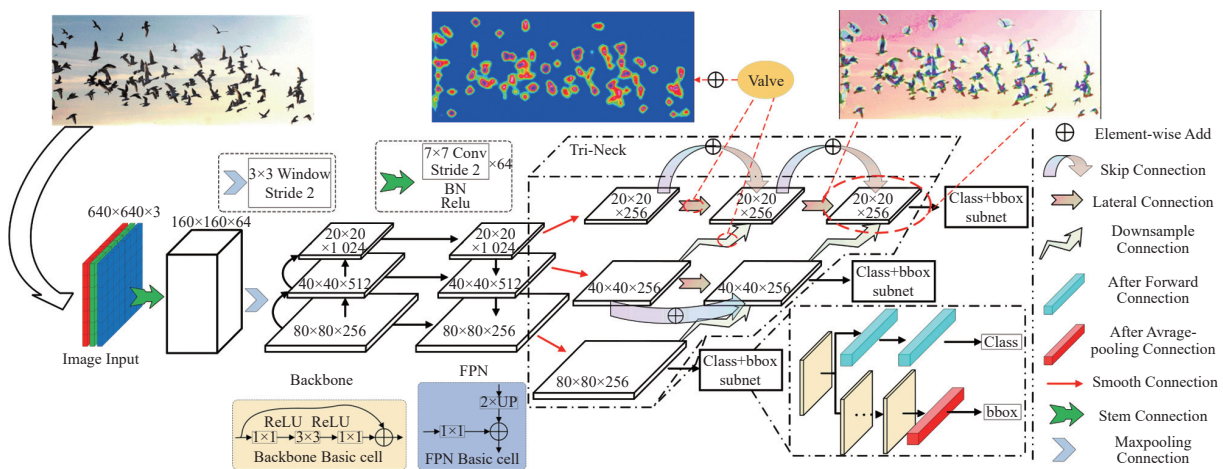 Valve
3×3 Window
Stride 2
7×7 Conv
Stride 2
×64
BN
Relu
Tri-Neck
640×640×3
160×160×64
20×20
×1 024
40×40×512
80×80×256
20×20
×1 024
40×40×512
80×80×256
20×20
×256
20×20
×256
20×20
×256
40×40×256
40×40×256
80×80×256
Class+bbox
subnet
Class+bbox
subnet
Class+bbox
subnet
Image Input
Backbone
FPN
ReLU
ReLU
1×1
3×3
1×1
Backbone Basic cell
2×UP
1×1
FPN Basic cell
Class
bbox
Element-wise Add
Skip Connection
Lateral Connection
Downsample
Connection
After Forward
Connection
After Avrage-
pooling Connection
Smooth Connection
Stem Connection
Maxpooling
Connection